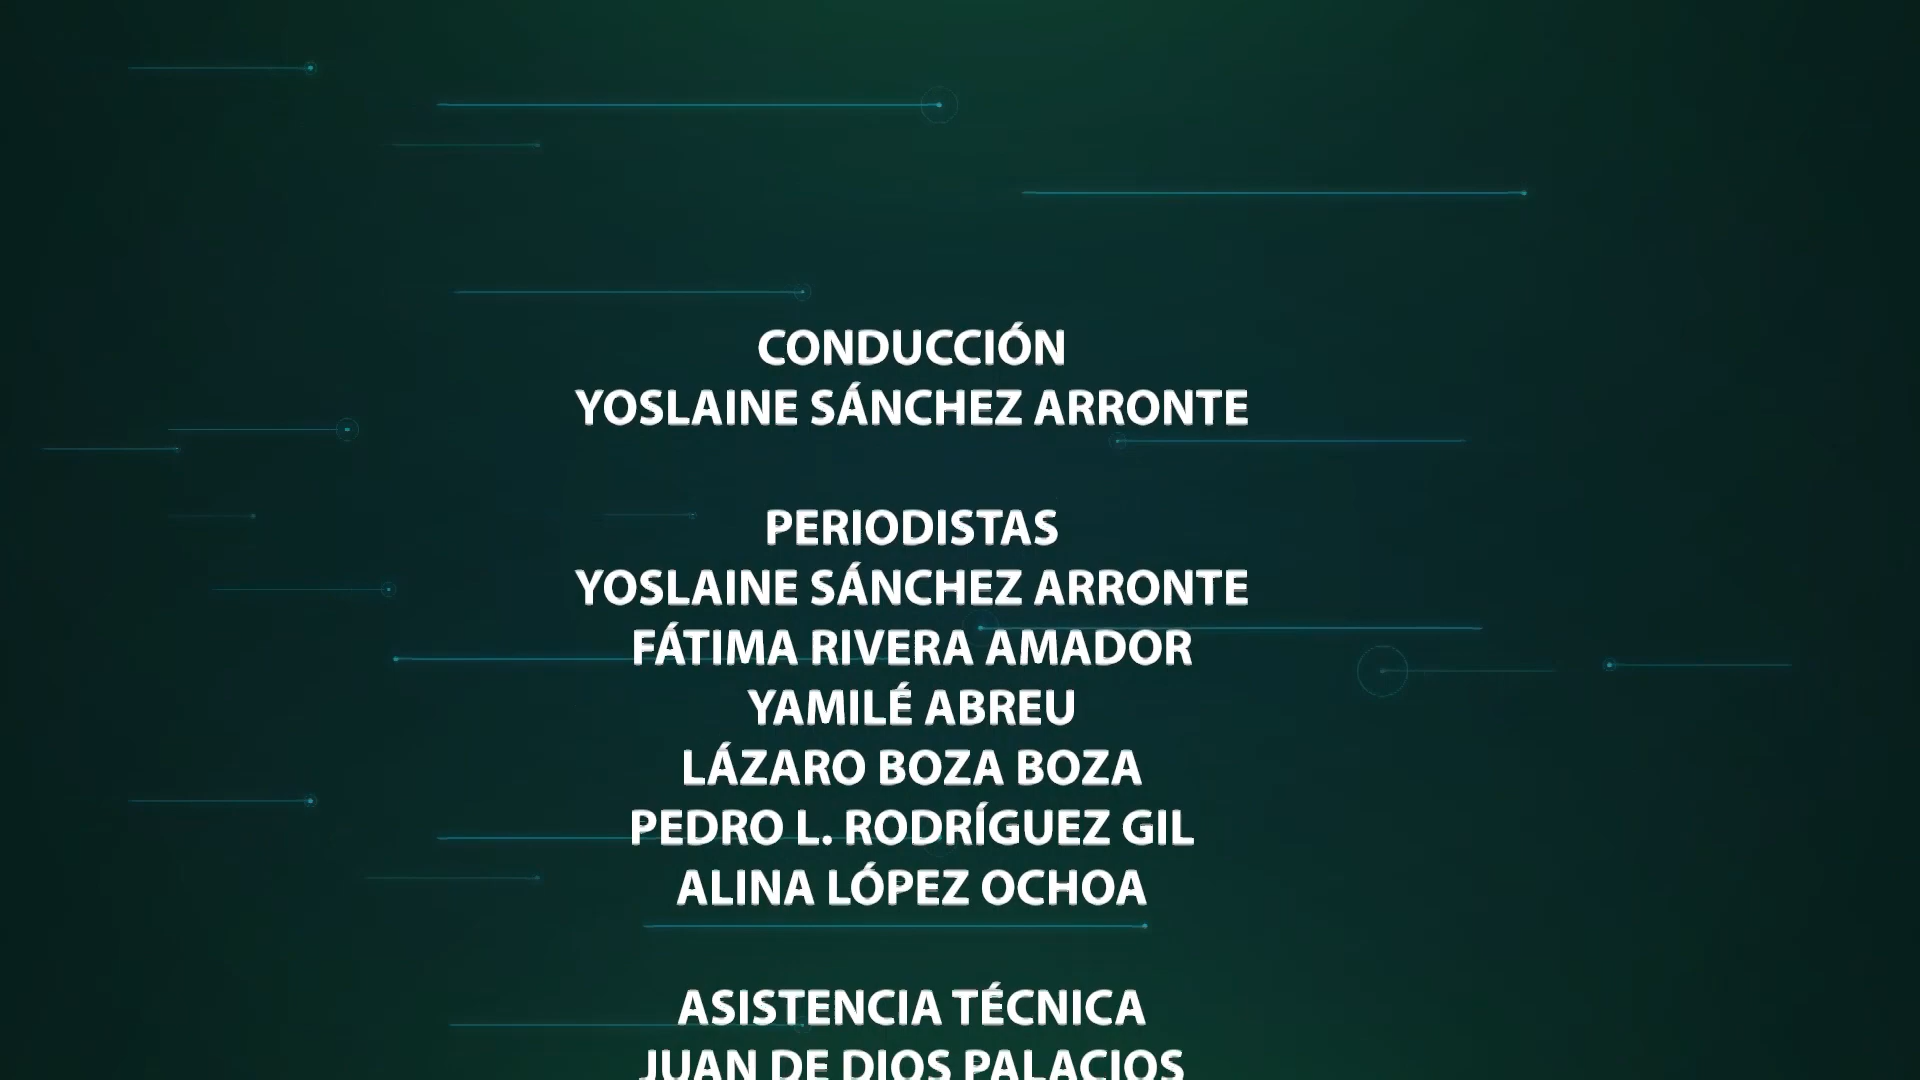 CONDUCCIÓN
YOSLAINE SÁNCHEZ ARRONTE
PERIODISTAS
YOSLAINE SÁNCHEZ ARRONTE
FÁTIMA RIVERA AMADOR
YAMILÉ ABREU
LÁZARO BOZA BOZA
PEDRO L. RODRÍGUEZ GIL
ALINA LÓPEZ OCHOA
ASISTENCIA TÉCNICA
JUAN DE DIOS PALACIOS